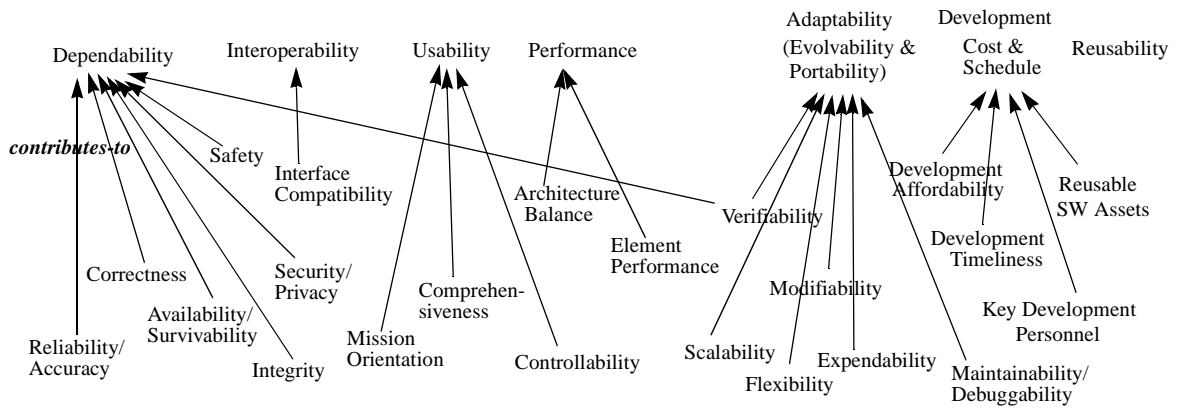 Dependability
Interoperability
Usability
Performance
Adaptability
(Evolvability &
Portability)
Development
Cost &
Schedule
Reusability
contributes-to
Safety
Interface
Compatibility
Architecture
Balance
Verifiability
Development
Affordability
Reusable
SW Assets
Correctness
Security/
Privacy
Element
Performance
Development
Timeliness
Availability/
Survivability
Comprehen-
siveness
Modifiability
Key Development
Personnel
Reliability/
Accuracy
Integrity
Mission
Orientation
Controllability
Scalability
Flexibility
Expendability
Maintainability/
Debuggability